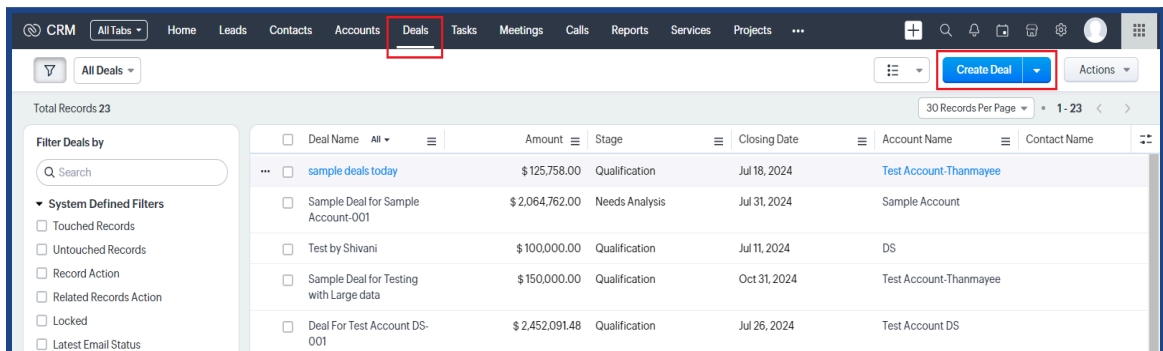 CRM All Tabs Home Leads Contacts Accounts Deals Tasks Meetings Calls Reports Services Projects •••
All Deals Create Deal Actions
Total Records 23 30 Records Per Page • 1 - 23
Filter Deals by Deal Name All Amount Stage Closing Date Account Name Contact Name
Search ••• sample deals today $ 125,758.00 Qualification Jul 18, 2024 Test Account-Thanmayee
System Defined Filters Sample Deal for Sample $ 2,064,762.00 Needs Analysis Jul 31, 2024 Sample Account
Touched Records Account-001
Untouched Records Test by Shivani $ 100,000.00 Qualification Jul 11, 2024 DS
Record Action Sample Deal for Testing $ 150,000.00 Qualification Oct 31, 2024 Test Account-Thanmayee
Related Records Action with Large data
Locked Deal For Test Account DS- $ 2,452,091.48 Qualification Jul 26, 2024 Test Account DS
Latest Email Status 001